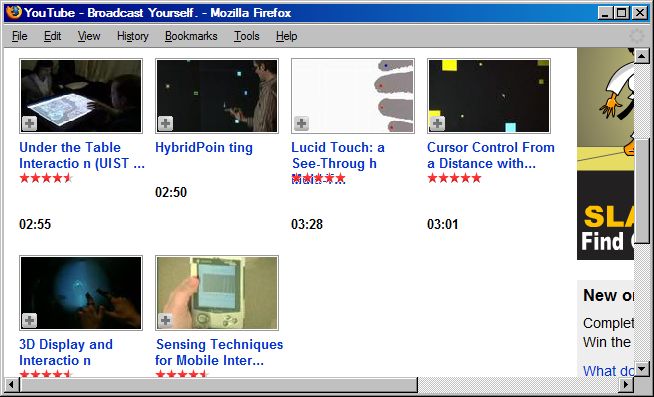 YouTube - Broadcast Yourself. - Mozilla Firefox
File Edit View History Bookmarks Tools Help
Under the Table
Interactio n (UIST ...
02:55
HybridPoin ting
02:50
Lucid Touch: a
See-Throug h
03:28
Cursor Control From
a Distance with...
03:01
3D Display and
Interactio n
Sensing Techniques
for Mobile Inter...
SLA
Find
New or
Complet
Win the
What do